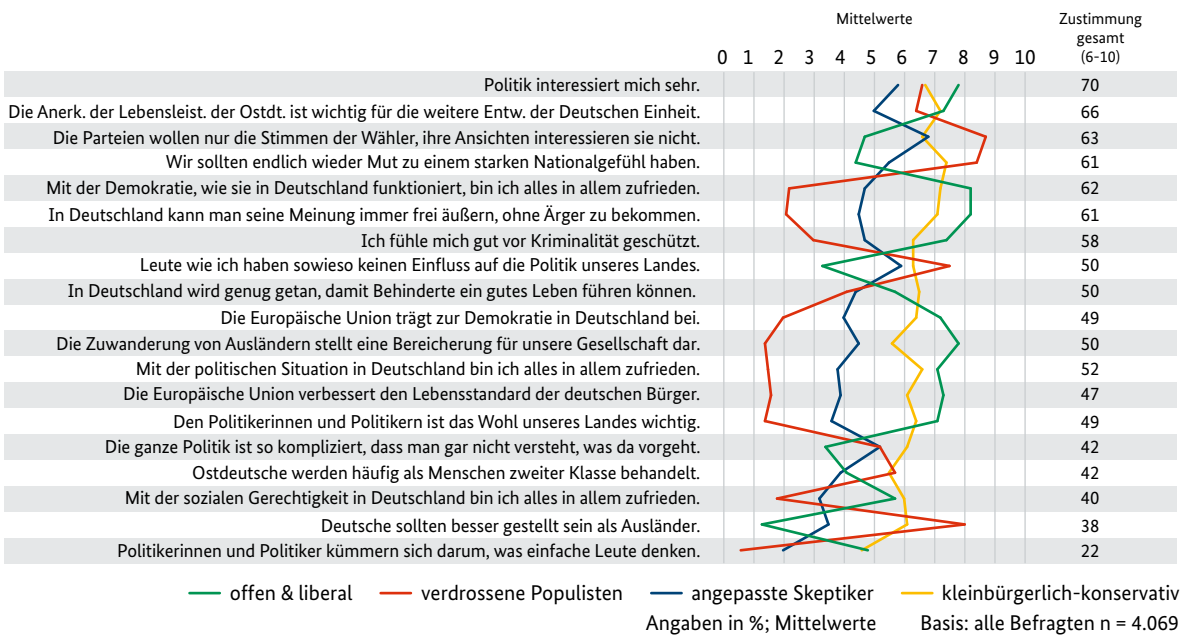 Mittelwerte
Zustimmung
gesamt
(6-10)
0 1 2 3 4 5 6 7 8 9 10
Politik interessiert mich sehr. 70
Die Anerk. der Lebensleist. der Ostdt. ist wichtig für die weitere Entw. der Deutschen Einheit. 66
Die Parteien wollen nur die Stimmen der Wähler, ihre Ansichten interessieren sie nicht. 63
Wir sollten endlich wieder Mut zu einem starken Nationalgefühl haben. 61
Mit der Demokratie, wie sie in Deutschland funktioniert, bin ich alles in allem zufrieden. 62
In Deutschland kann man seine Meinung immer frei äußern, ohne Ärger zu bekommen. 61
Ich fühle mich gut vor Kriminalität geschützt. 58
Leute wie ich haben sowieso keinen Einfluss auf die Politik unseres Landes. 50
In Deutschland wird genug getan, damit Behinderte ein gutes Leben führen können. 50
Die Europäische Union trägt zur Demokratie in Deutschland bei. 49
Die Zuwanderung von Ausländern stellt eine Bereicherung für unsere Gesellschaft dar. 50
Mit der politischen Situation in Deutschland bin ich alles in allem zufrieden. 52
Die Europäische Union verbessert den Lebensstandard der deutschen Bürger. 47
Den Politikerinnen und Politikern ist das Wohl unseres Landes wichtig. 49
Die ganze Politik ist so kompliziert, dass man gar nicht versteht, was da vorgeht. 42
Ostdeutsche werden häufig als Menschen zweiter Klasse behandelt. 42
Mit der sozialen Gerechtigkeit in Deutschland bin ich alles in allem zufrieden. 40
Deutsche sollten besser gestellt sein als Ausländer. 38
Politikerinnen und Politiker kümmern sich darum, was einfache Leute denken. 22
offen & liberal verdrossene Populisten angepasste Skeptiker kleinbürgerlich-konservativ
Angaben in %; Mittelwerte Basis: alle Befragten n = 4.069